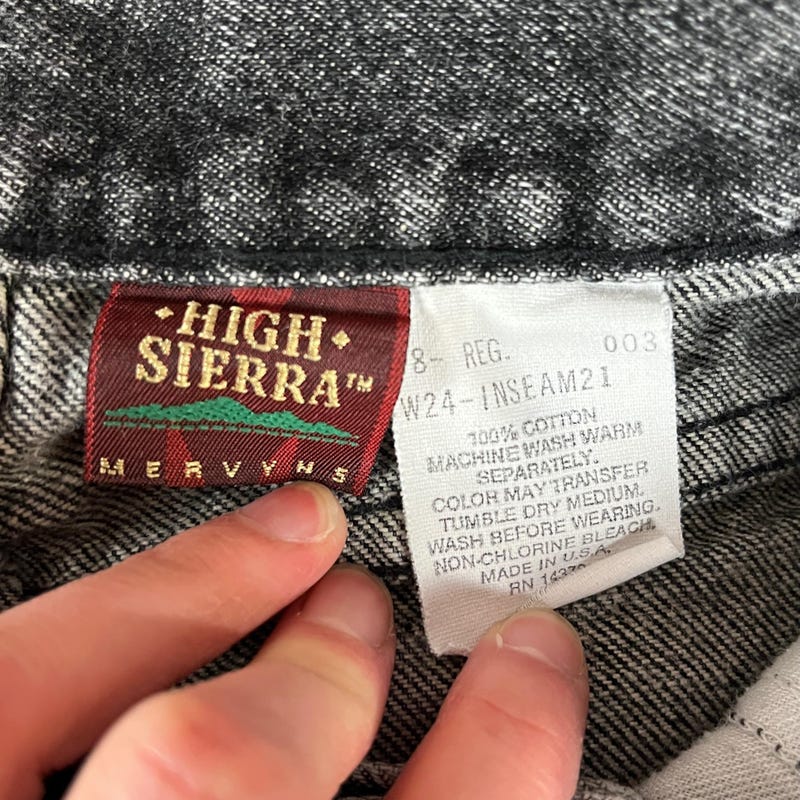 HIGH
SIERRA™
MERVYNS
8- REG. 003
W24-INSEAM21
100% COTTON
MACHINE WASH WARM
SEPARATELY.
COLOR MAY TRANSFER
TUMBLE DRY MEDIUM.
WASH BEFORE WEARING.
NON-CHLORINE BLEACH.
MADE IN U.S.A.
RN